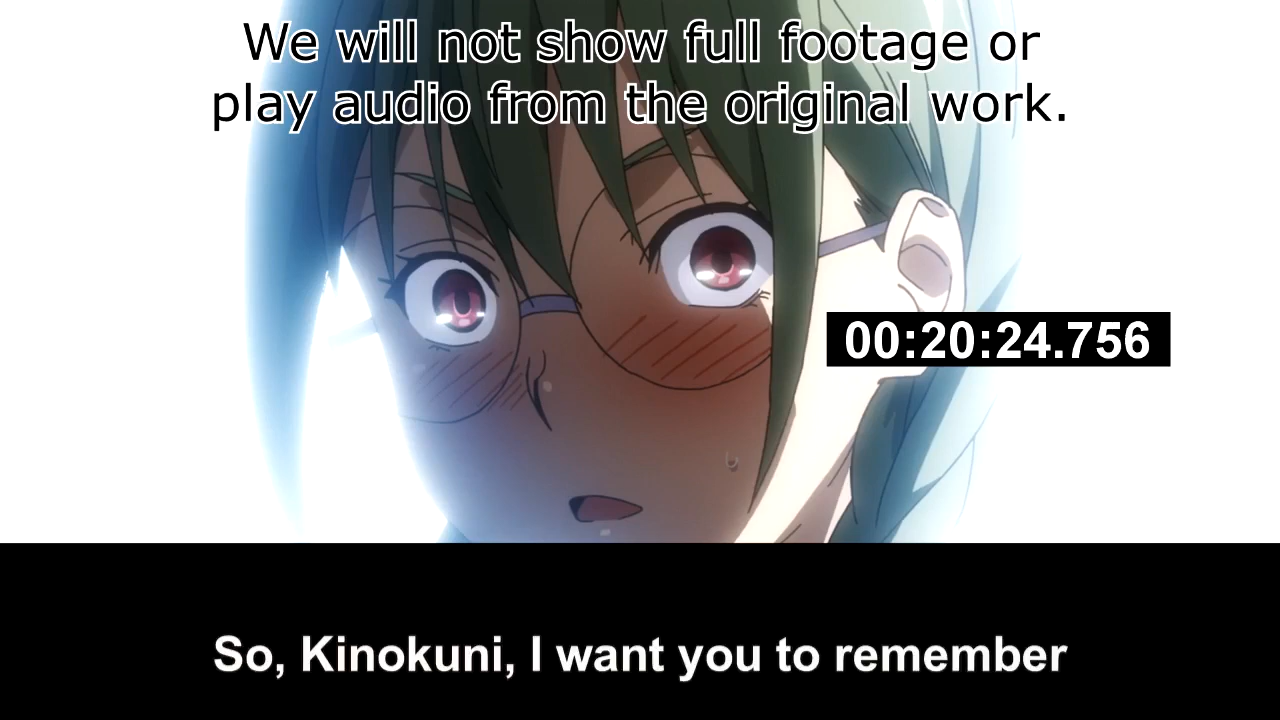 We will not show full footage or
play audio from the original work.
00:20:24.756
So, Kinokuni, I want you to remember